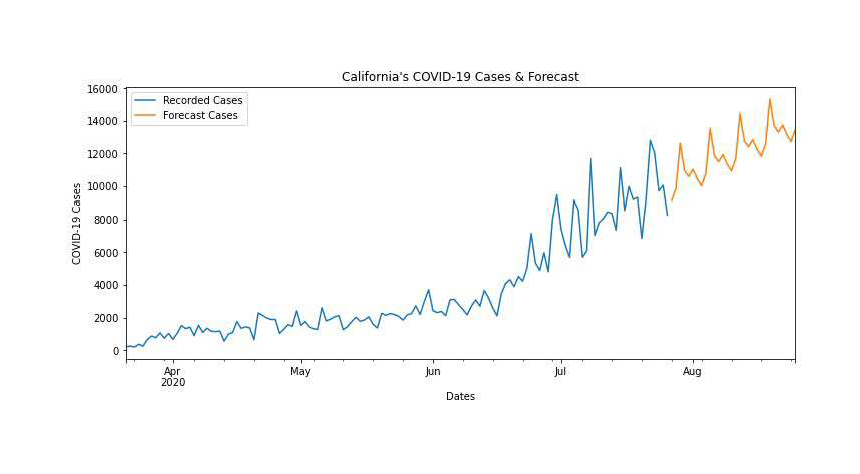 California's COVID-19 Cases & Forecast
Recorded Cases
Forecast Cases
16000
14000
12000
10000
8000
6000
4000
2000
0
COVID-19 Cases
Apr
2020
May
Jun
Jul
Aug
Dates